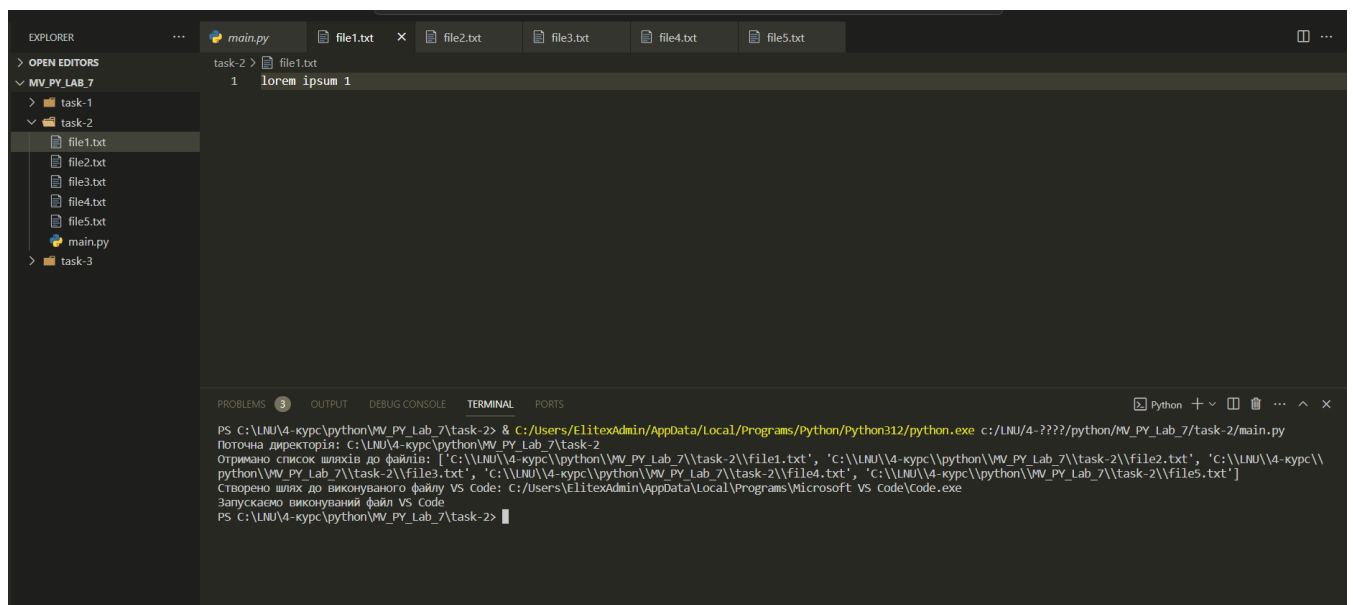 EXPLORER ...
main.py file1.txt file2.txt file3.txt file4.txt file5.txt
OPEN EDITORS
MV_PY_LAB_7
task-1
task-2
file1.txt
file2.txt
file3.txt
file4.txt
file5.txt
main.py
task-3
task-2 > file1.txt
1 lorem ipsum 1
PROBLEMS 3 OUTPUT DEBUG CONSOLE TERMINAL PORTS
Python
PS C:\LNU\4-курс\python\MV_PY_Lab_7\task-2> & C:/Users/ElitexAdmin/AppData/Local/Programs/Python/Python312/python.exe c:/LNU/4-????/python/MV_PY_Lab_7/task-2/main.py
Поточна директорія: C:\LNU\4-курс\python\MV_PY_Lab_7\task-2
Отримано список шляхів до файлів: ['C:\\LNU\\4-курс\\python\\MV_PY_Lab_7\\task-2\\file1.txt', 'C:\\LNU\\4-курс\\python\\MV_PY_Lab_7\\task-2\\file2.txt', 'C:\\LNU\\4-курс\\
python\\MV_PY_Lab_7\\task-2\\file3.txt', 'C:\\LNU\\4-курс\\python\\MV_PY_Lab_7\\task-2\\file4.txt', 'C:\\LNU\\4-курс\\python\\MV_PY_Lab_7\\task-2\\file5.txt']
Створено шлях до виконуваного файлу VS Code: C:/Users\ElitexAdmin\AppData\Local\Programs\Microsoft VS Code\Code.exe
Запускаємо виконуваний файл VS Code
PS C:\LNU\4-курс\python\MV_PY_Lab_7\task-2>